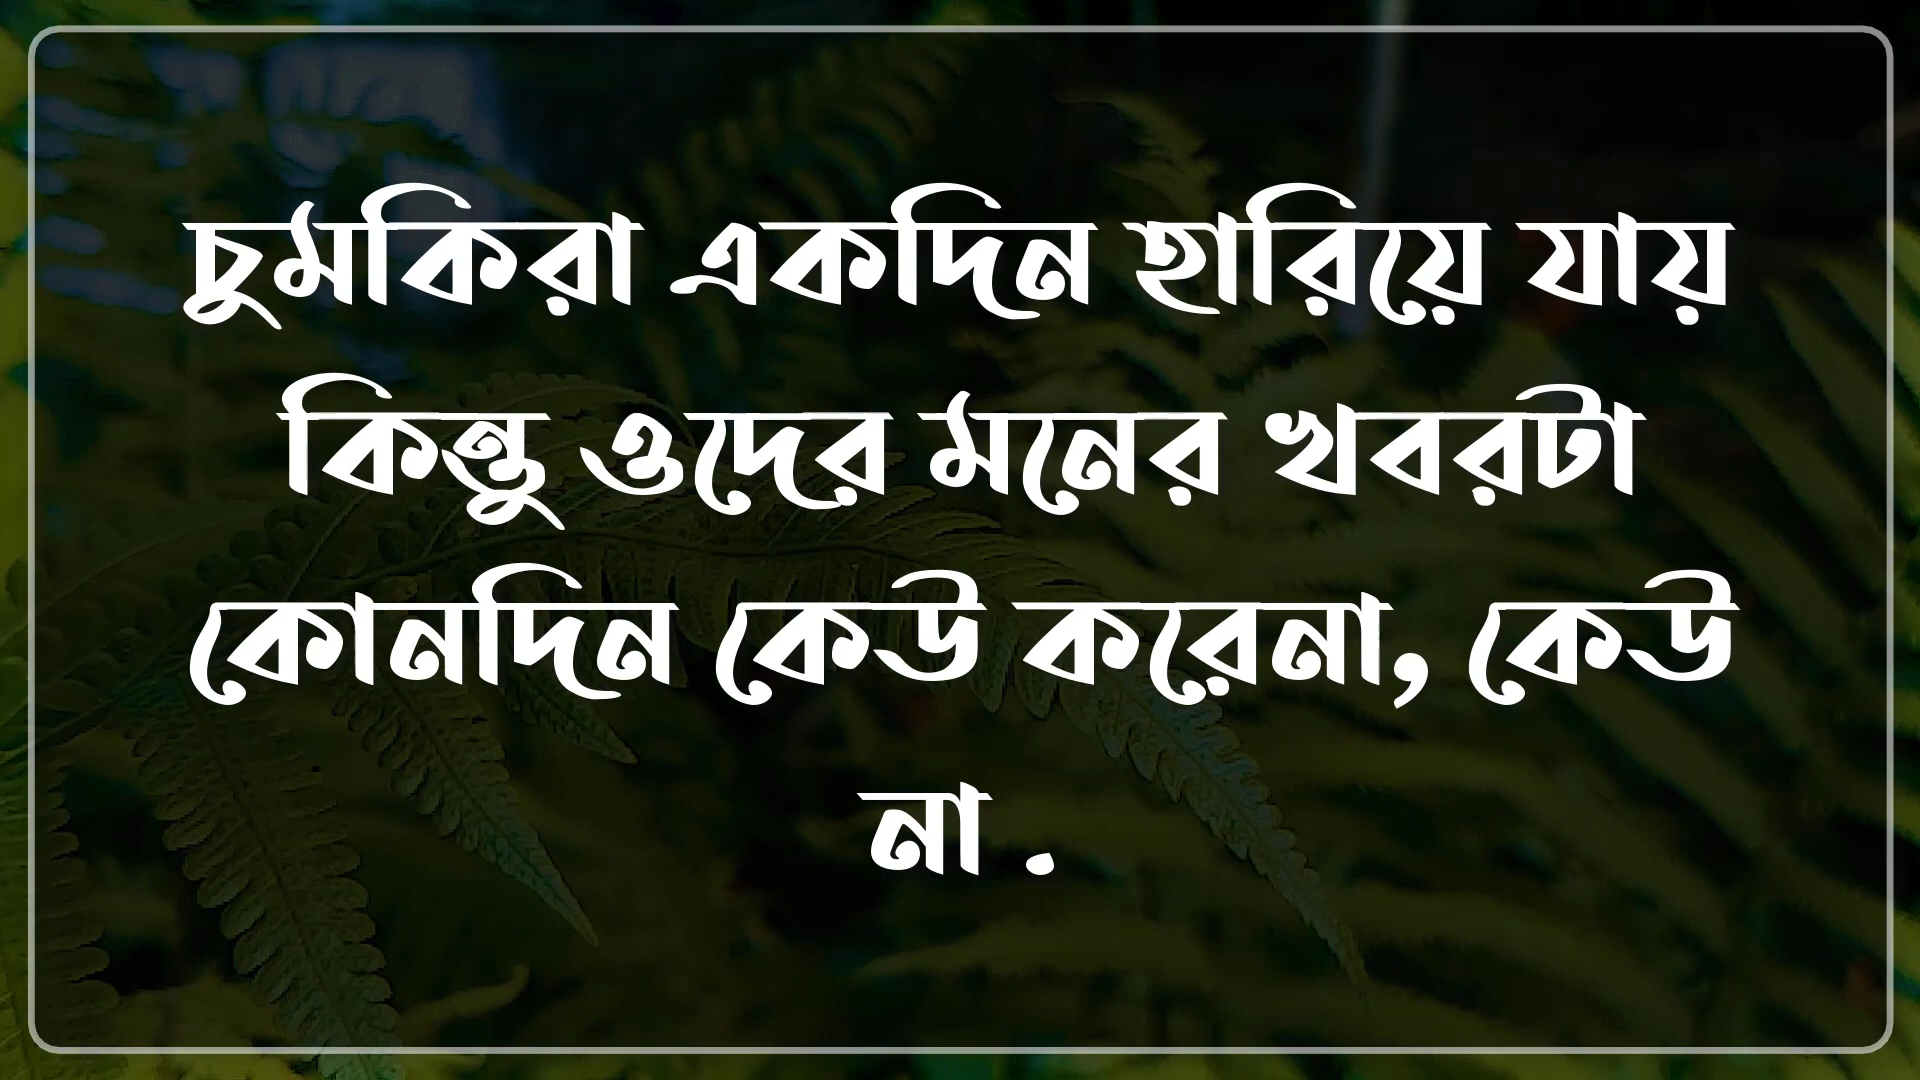 চুমকিরা একদিন হারিয়ে যায়
কিন্তু ওদের মনের খবরটা
কোনদিন কেউ করেনা, কেউ
না .